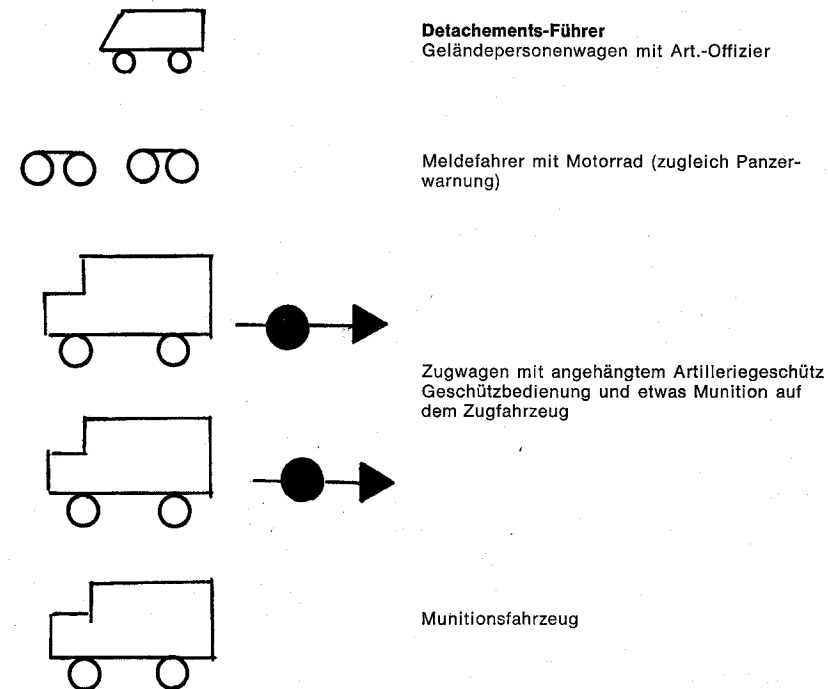 Detachements-Führer
Geländepersonenwagen mit Art.-Offizier
Meldefahrer mit Motorrad (zugleich Panzer-
warnung)
Zugwagen mit angehängtem Artilleriegeschütz
Geschützbedienung und etwas Munition auf
dem Zugfahrzeug
Munitionsfahrzeug